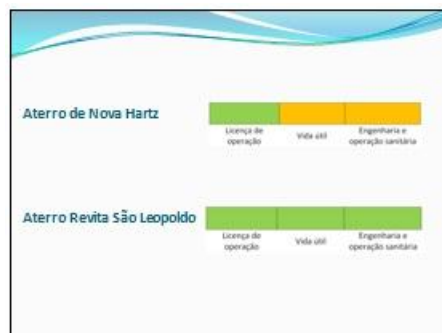 Aterro de Nova Hartz
Licença de
operação
Vida útil
Engenharia e
operação sanitária
Aterro Revita São Leopoldo
Licença do
operação
Vida útil
Engenharia e
operação sanitária